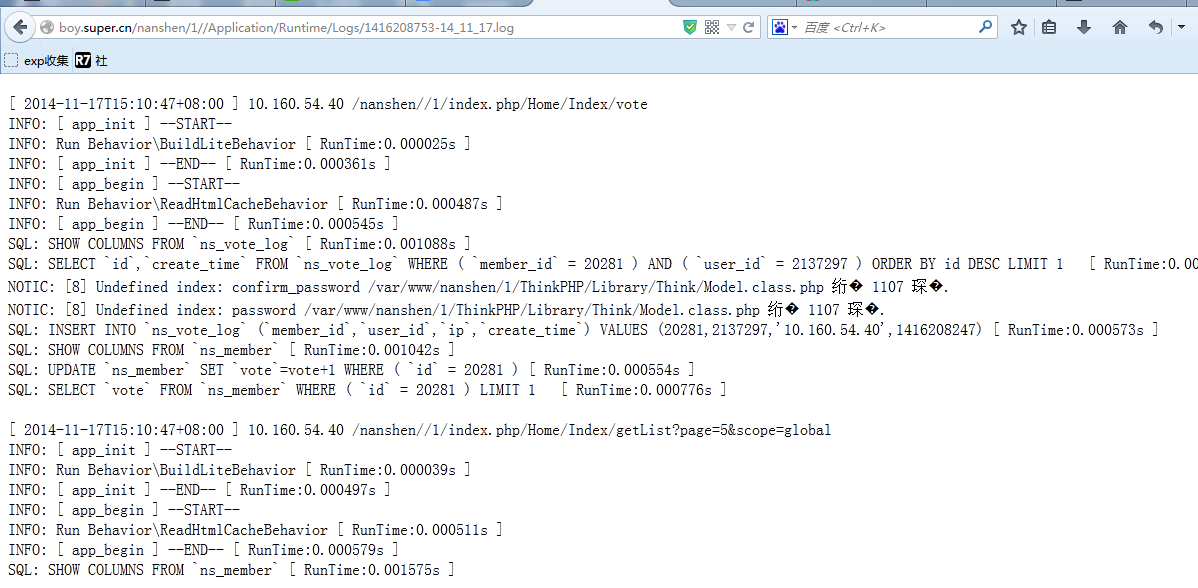 boy.super.cn/nanshen/1//Application/Runtime/Logs/1416208753-14_11_17.log
百度 <Ctrl+K>
exp收集 R7 社
[ 2014-11-17T15:10:47+08:00 ] 10.160.54.40 /nanshen//1/index.php/Home/Index/vote
INFO: [ app_init ] --START--
INFO: Run Behavior\BuildLiteBehavior [ RunTime:0.000025s ]
INFO: [ app_init ] --END-- [ RunTime:0.000361s ]
INFO: [ app_begin ] --START--
INFO: Run Behavior\ReadHtmlCacheBehavior [ RunTime:0.000487s ]
INFO: [ app_begin ] --END-- [ RunTime:0.000545s ]
SQL: SHOW COLUMNS FROM `ns_vote_log` [ RunTime:0.001088s ]
SQL: SELECT `id`,`create_time` FROM `ns_vote_log` WHERE ( `member_id` = 20281 ) AND ( `user_id` = 2137297 ) ORDER BY id DESC LIMIT 1 [ RunTime:0.00
NOTIC: [8] Undefined index: confirm_password /var/www/nanshen/1/ThinkPHP/Library/Think/Model.class.php 绗� 1107 琛�.
NOTIC: [8] Undefined index: password /var/www/nanshen/1/ThinkPHP/Library/Think/Model.class.php 绗� 1107 琛�.
SQL: INSERT INTO `ns_vote_log` (`member_id`,`user_id`,`ip`,`create_time`) VALUES (20281,2137297,'10.160.54.40',1416208247) [ RunTime:0.000573s ]
SQL: SHOW COLUMNS FROM `ns_member` [ RunTime:0.001042s ]
SQL: UPDATE `ns_member` SET `vote`=vote+1 WHERE ( `id` = 20281 ) [ RunTime:0.000554s ]
SQL: SELECT `vote` FROM `ns_member` WHERE ( `id` = 20281 ) LIMIT 1 [ RunTime:0.000776s ]
[ 2014-11-17T15:10:47+08:00 ] 10.160.54.40 /nanshen//1/index.php/Home/Index/getList?page=5&scope=global
INFO: [ app_init ] --START--
INFO: Run Behavior\BuildLiteBehavior [ RunTime:0.000039s ]
INFO: [ app_init ] --END-- [ RunTime:0.000497s ]
INFO: [ app_begin ] --START--
INFO: Run Behavior\ReadHtmlCacheBehavior [ RunTime:0.000511s ]
INFO: [ app_begin ] --END-- [ RunTime:0.000579s ]
SQL: SHOW COLUMNS FROM `ns_member` [ RunTime:0.001575s ]